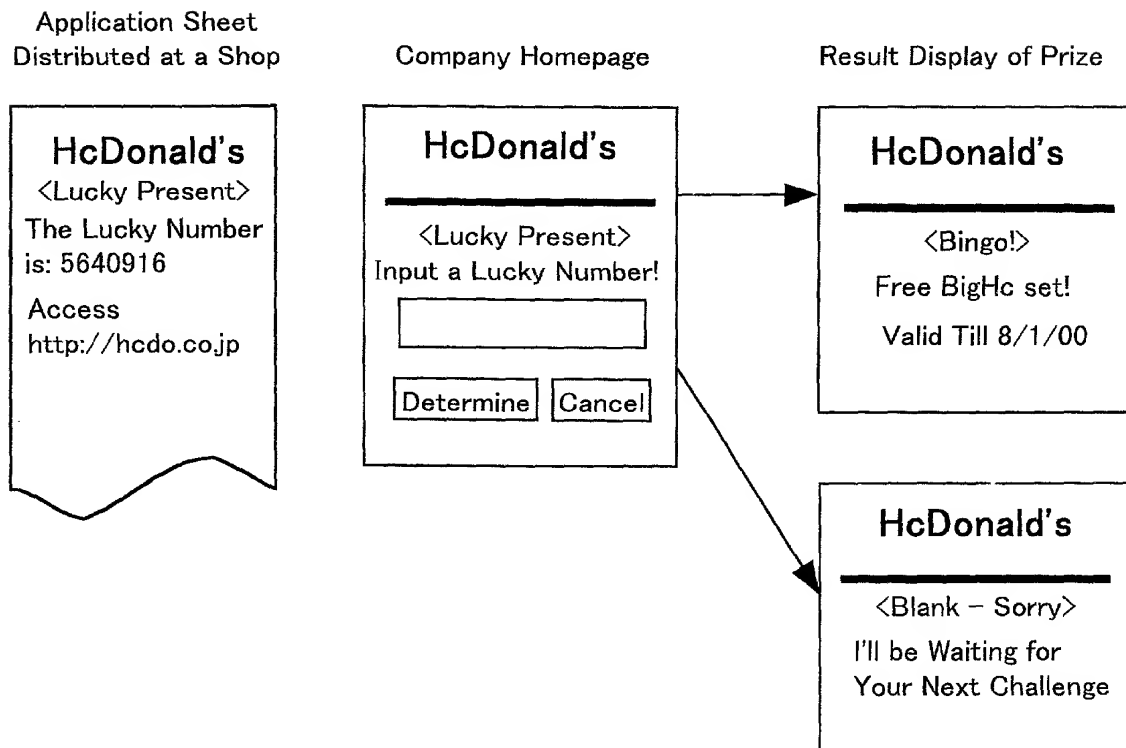 Application Sheet
Distributed at a Shop
HcDonald's
<Lucky Present>
The Lucky Number
is: 5640916
Access
http://hcdo.co.jp
Company Homepage
HcDonald's
<Lucky Present>
Input a Lucky Number!
Determine Cancel
Result Display of Prize
HcDonald's
<Bingo!>
Free BigHc set!
Valid Till 8/1/00
HcDonald's
<Blank - Sorry>
I'll be Waiting for
Your Next Challenge